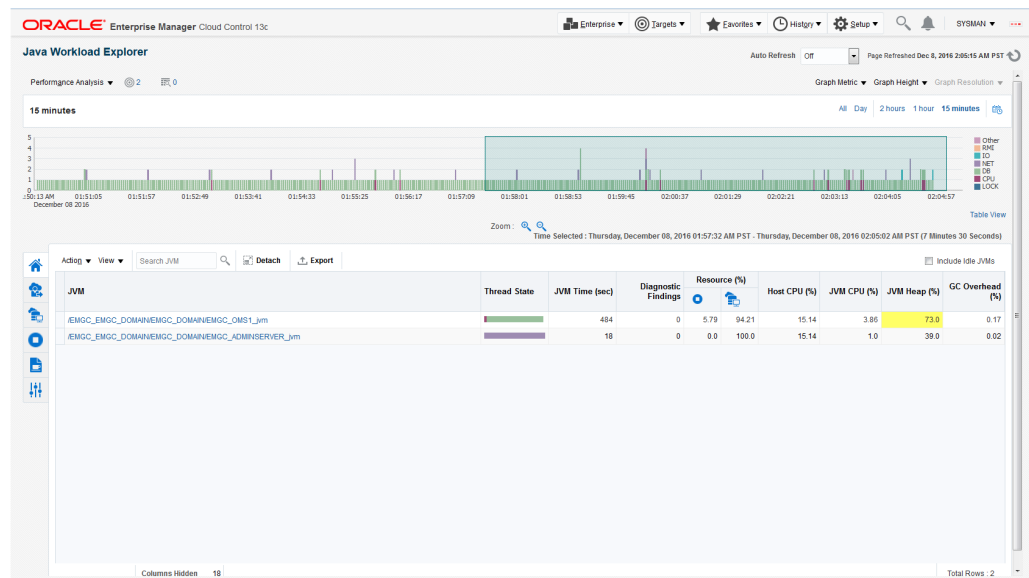 ORACLE® Enterprise Manager Cloud Control 13c
Enterprise ▼ Targets ▼ Favorites ▼ History ▼ Setup ▼ SYSMAN ▼
Java Workload Explorer
Auto Refresh Off Page Refreshed Dec 8, 2016 2:05:15 AM PST
Performance Analysis ▼ 2 0
Graph Metric ▼ Graph Height ▼ Graph Resolution ▼
15 minutes
All Day 2 hours 1 hour 15 minutes
5
4
3
2
1
0
Other
RMI
IO
NET
DB
CPU
LOCK
:50:13 AM 01:51:05 01:51:57 01:52:49 01:53:41 01:54:33 01:55:25 01:56:17 01:57:09 01:58:01 01:58:53 01:59:45 02:00:37 02:01:29 02:02:21 02:03:13 02:04:05 02:04:57
December 08 2016
Table View
Zoom :
Time Selected : Thursday, December 08, 2016 01:57:32 AM PST - Thursday, December 08, 2016 02:05:02 AM PST (7 Minutes 30 Seconds)
Action ▼ View ▼ Search JVM Detach Export
Include Idle JVMs
JVM Thread State JVM Time (sec) Diagnostic Findings Resource (%) Host CPU (%) JVM CPU (%) JVM Heap (%) GC Overhead (%)
/EMGC_EMGC_DOMAIN/EMGC_DOMAIN/EMGC_OMS1_jvm 484 0 5.79 94.21 15.14 3.86 73.0 0.17
/EMGC_EMGC_DOMAIN/EMGC_DOMAIN/EMGC_ADMINSERVER_jvm 18 0 0.0 100.0 15.14 1.0 39.0 0.02
Columns Hidden 18
Total Rows : 2